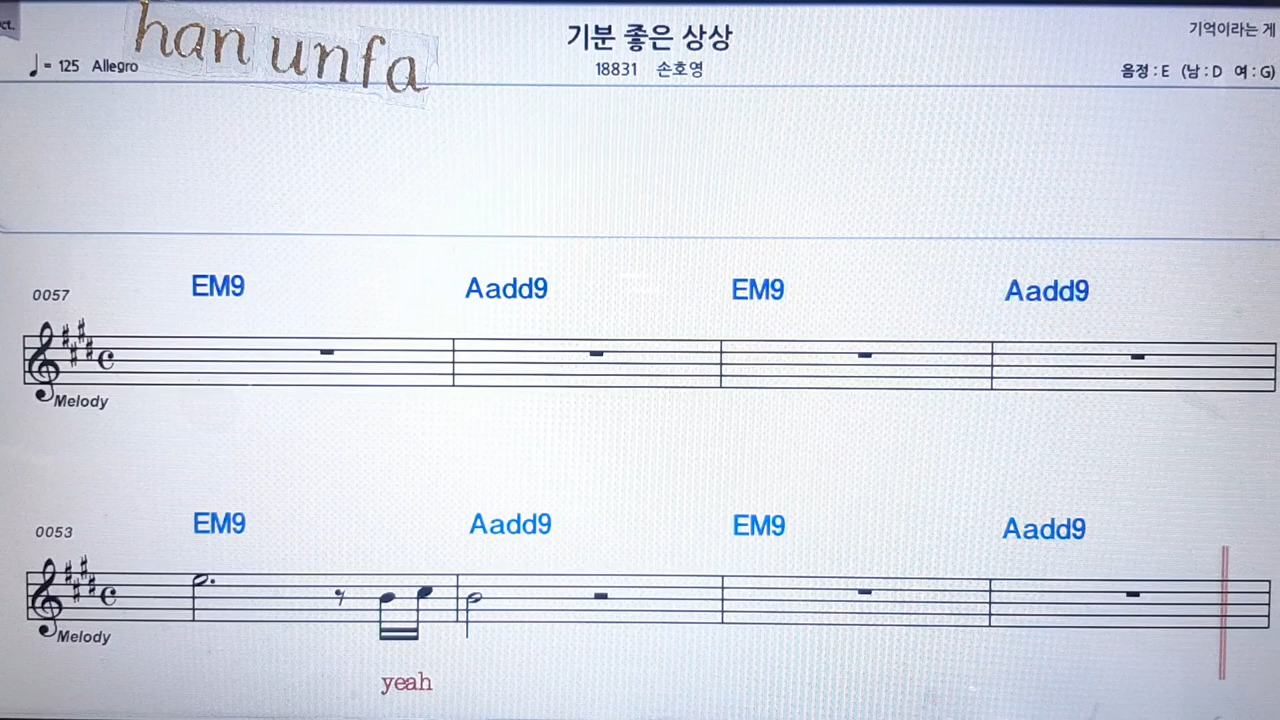 ct.
han unfa
♩ = 125 Allegro
기분 좋은 상상
18831 손호영
기억이라는 게
음정 : E (남 : D 여 : G)
0057
EM9 Aadd9 EM9 Aadd9
Melody
0053
EM9 Aadd9 EM9 Aadd9
Melody
yeah